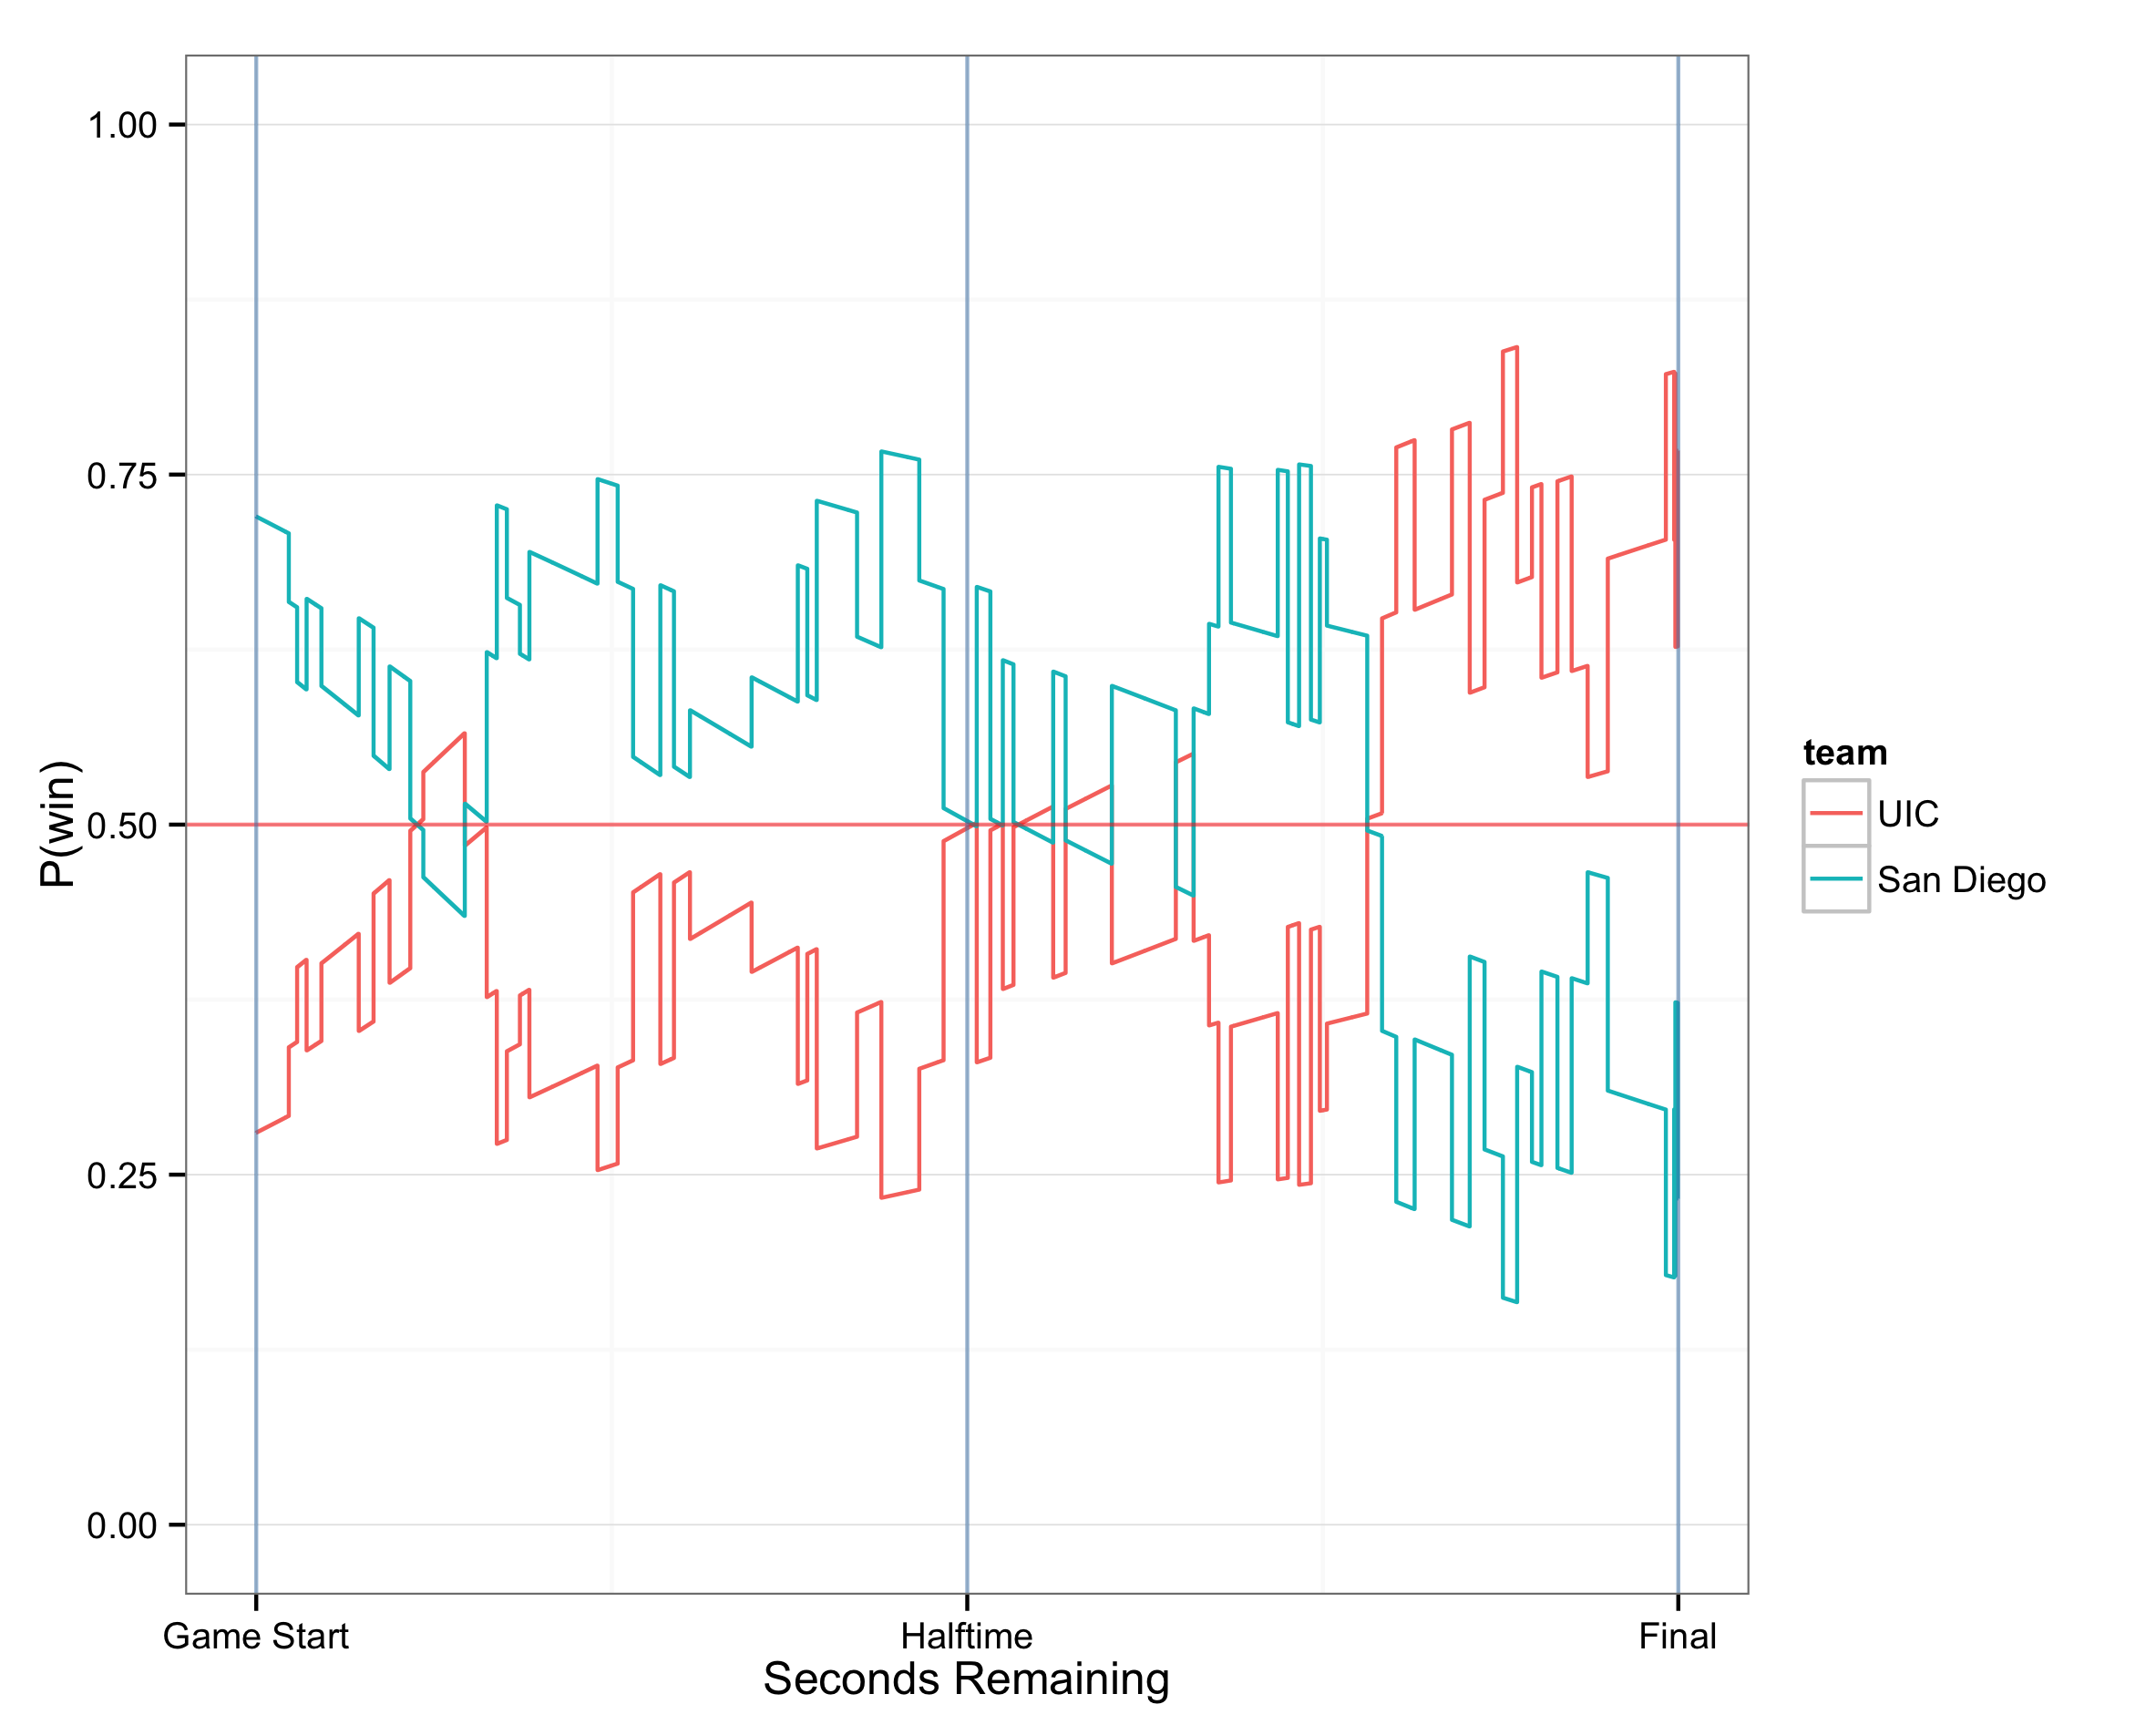 1.00
0.75
0.50
0.25
0.00
P(win)
Game Start
Halftime
Final
Seconds Remaining
team
UIC
San Diego